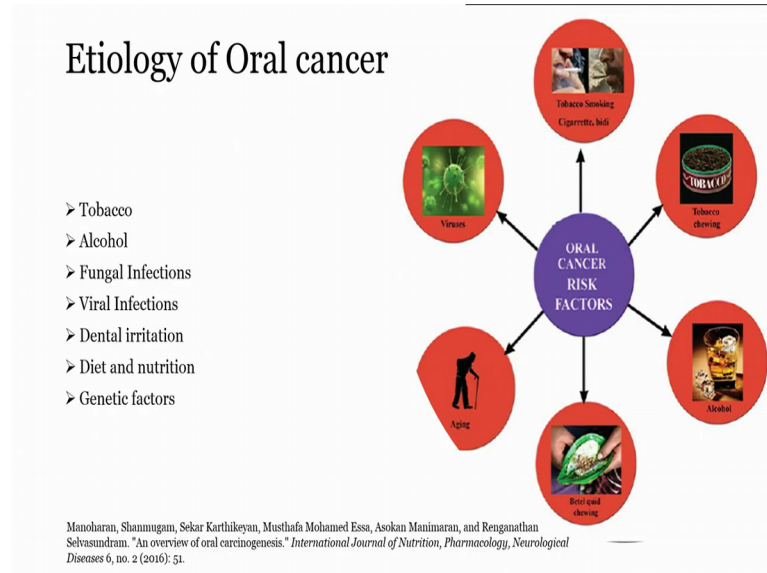 Etiology of Oral cancer
➢ Tobacco
➢ Alcohol
➢ Fungal Infections
➢ Viral Infections
➢ Dental irritation
➢ Diet and nutrition
➢ Genetic factors
Tobacco Smoking
Cigarrette, bidi
TOBACCO
Tobacco
chewing
Viruses
ORAL
CANCER
RISK
FACTORS
Alcohol
Aging
Betel quid
chewing
Manoharan, Shanmugam, Sekar Karthikeyan, Musthafa Mohamed Essa, Asokan Manimaran, and Renganathan
Selvasundram. "An overview of oral carcinogenesis." International Journal of Nutrition, Pharmacology, Neurological
Diseases 6, no. 2 (2016): 51.